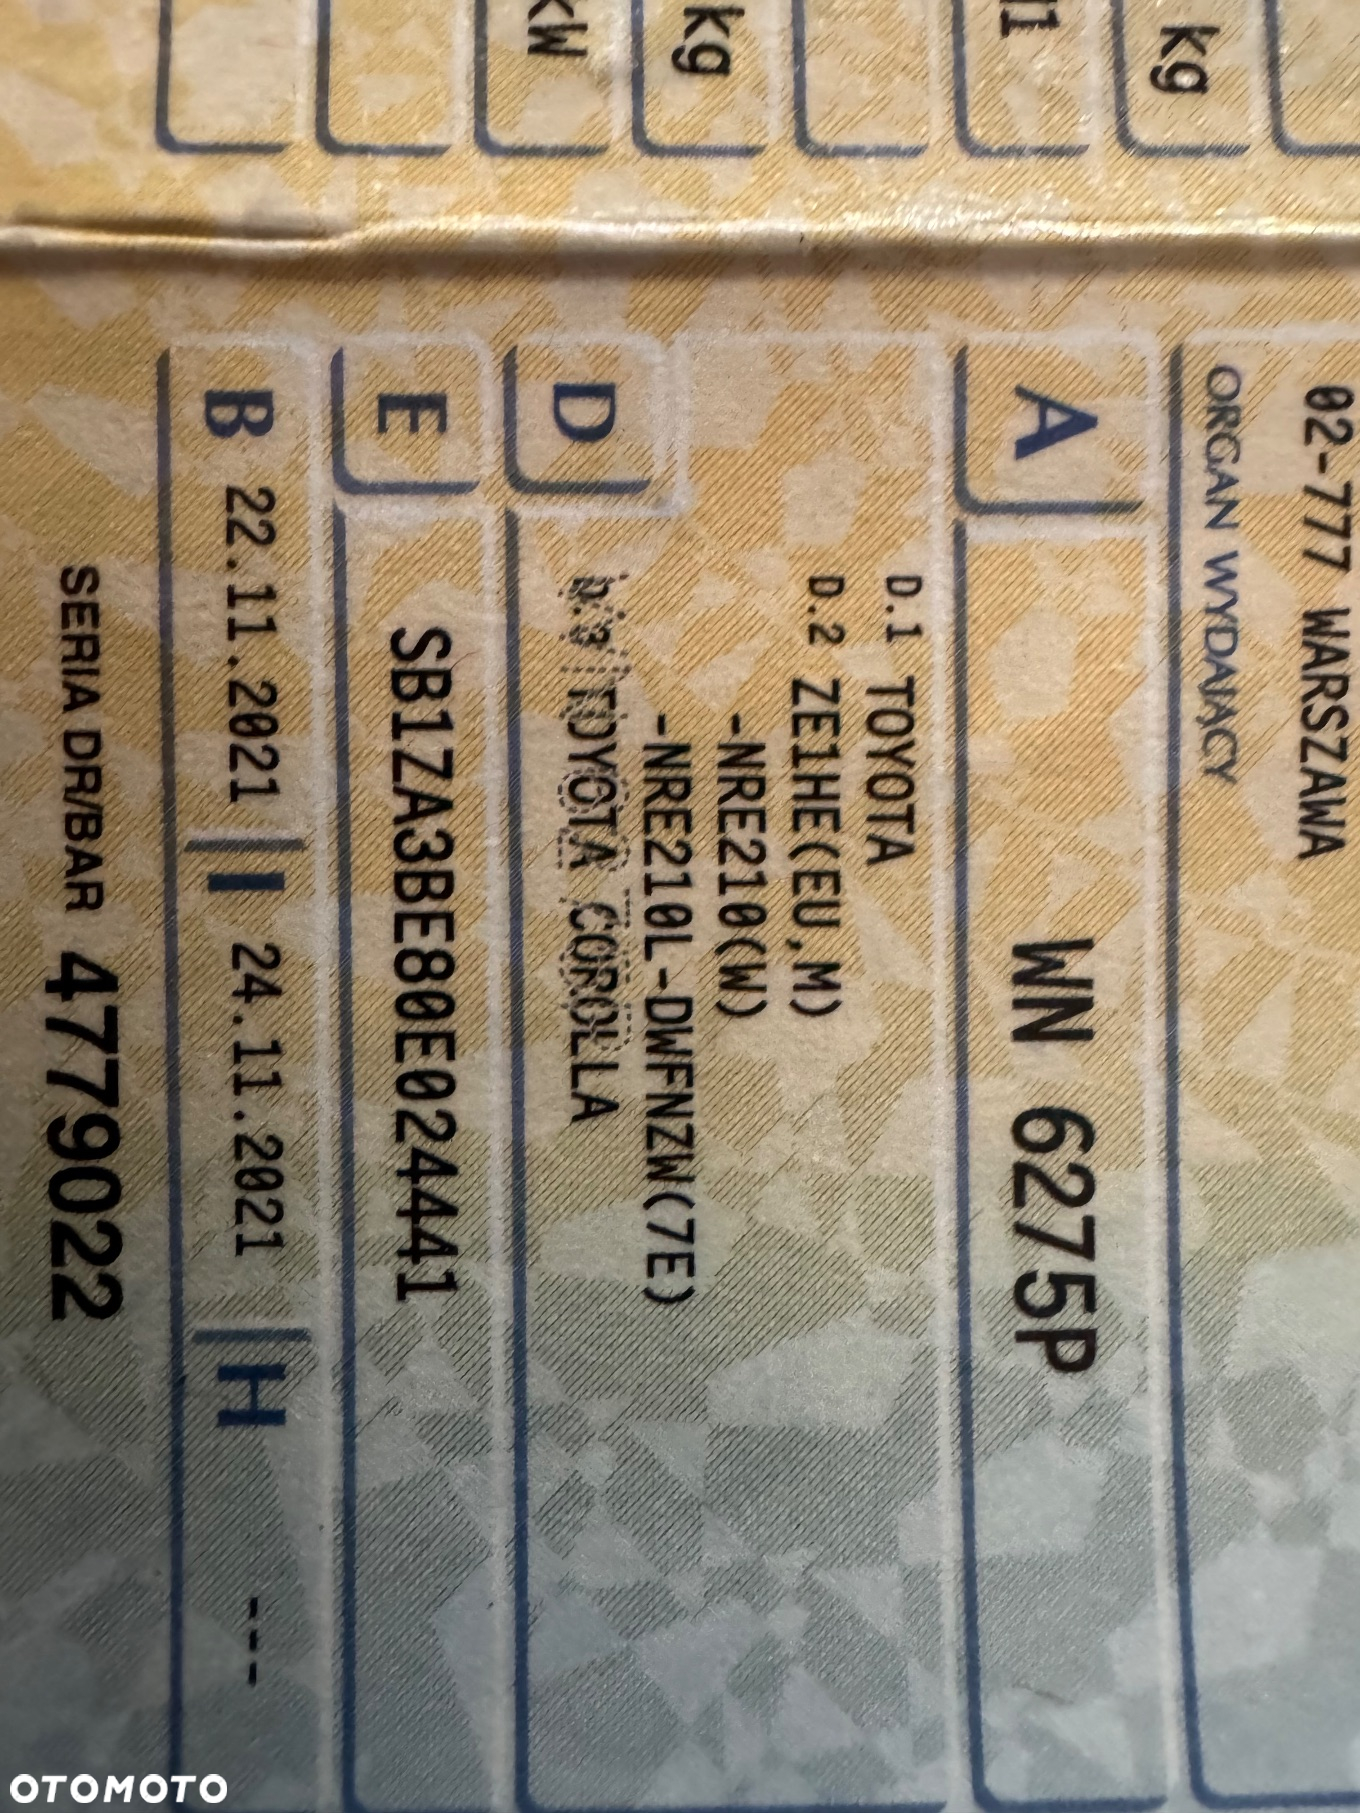 02-777 WARSZAWA
ORGAN WYDAJĄCY
A WN 6275P
D.1 TOYOTA
D.2 ZE1HE(EU,M)
-NRE210(W)
-NRE210L-DWFNZW(7E)
D D.3 TOYOTA COROLLA
E SB1ZA3BE80E024441
B 22.11.2021 I 24.11.2021 H ---
SERIA DR/BAR 4779022
kg
kg
kW
OTOMOTO